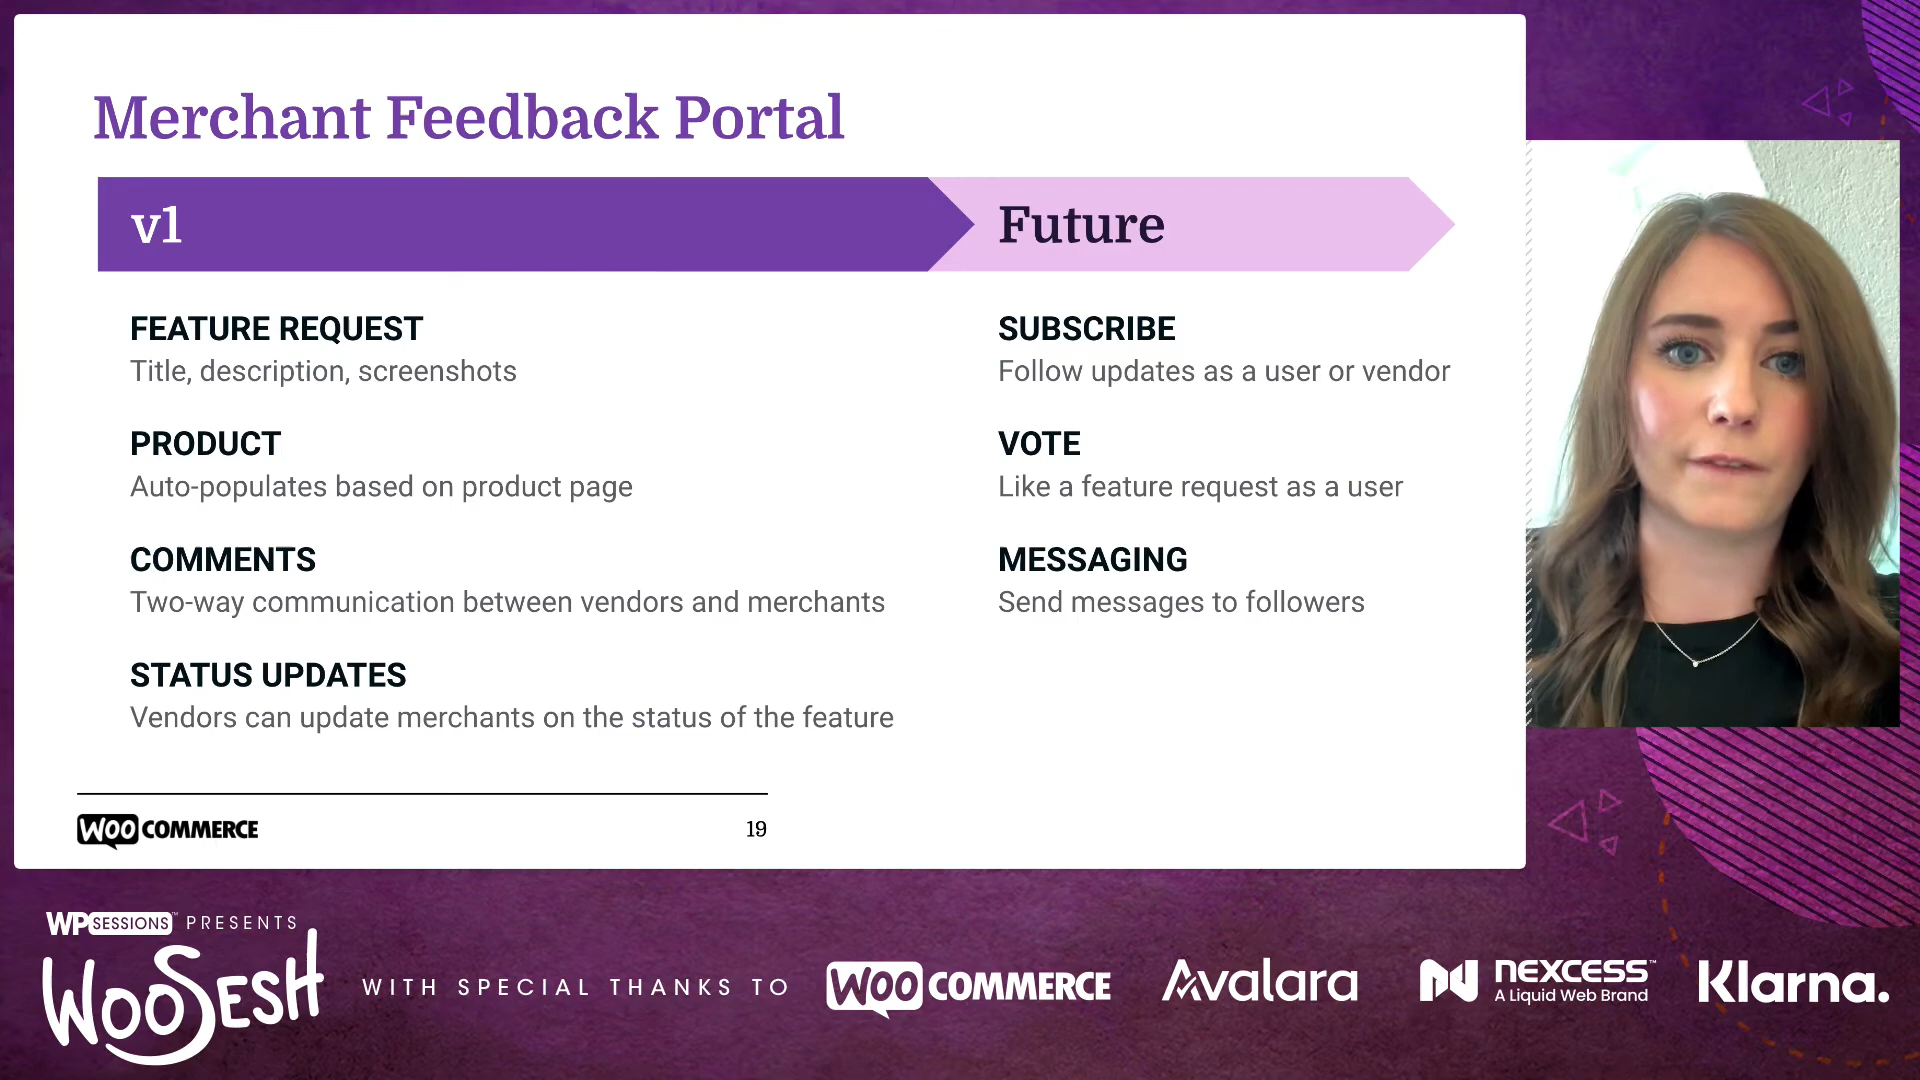 Merchant Feedback Portal
v1
Future
FEATURE REQUEST
Title, description, screenshots
PRODUCT
Auto-populates based on product page
COMMENTS
Two-way communication between vendors and merchants
STATUS UPDATES
Vendors can update merchants on the status of the feature
SUBSCRIBE
Follow updates as a user or vendor
VOTE
Like a feature request as a user
MESSAGING
Send messages to followers
WOO COMMERCE
19
WPSESSIONS™ PRESENTS
WOOSESH
WITH SPECIAL THANKS TO
WOO COMMERCE
Avalara
NEXCESS™
A Liquid Web Brand
Klarna.